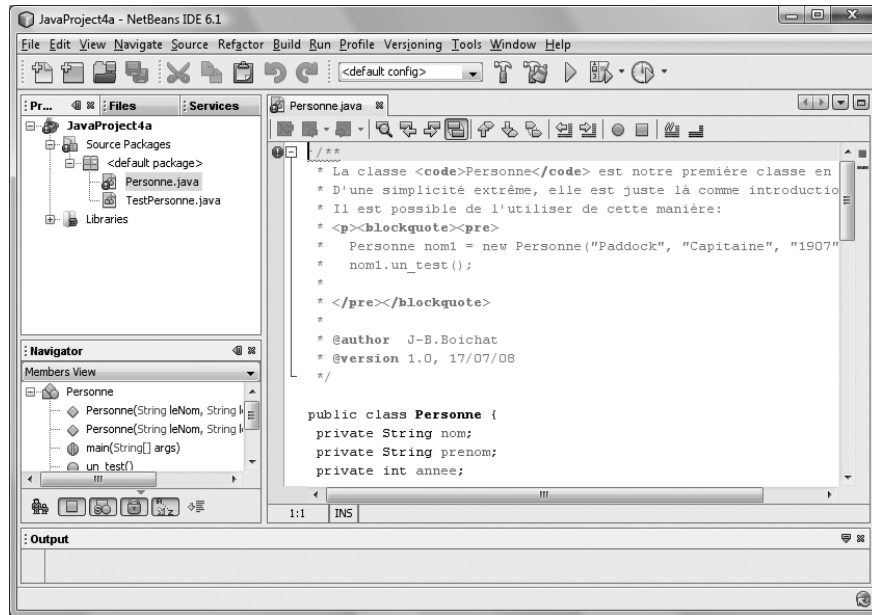 JavaProject4a - NetBeans IDE 6.1
File Edit View Navigate Source Refactor Build Run Profile Versioning Tools Window Help
<default config>
Pr... Files Services
JavaProject4a
Source Packages
<default package>
Personne.java
TestPersonne.java
Libraries
Navigator
Members View
Personne
Personne(String leNom, String l
Personne(String leNom, String l
main(String[] args)
un_test()
Personne.java
/**
* La classe <code>Personne</code> est notre première classe en
* D'une simplicité extrême, elle est juste là comme introductio
* Il est possible de l'utiliser de cette manière:
* <p><blockquote><pre>
* Personne nom1 = new Personne("Paddock", "Capitaine", "1907"
* nom1.un_test();
*
* </pre></blockquote>
*
* @author J-B.Boichat
* @version 1.0, 17/07/08
*/
public class Personne {
private String nom;
private String prenom;
private int annee;
1:1 INS
Output